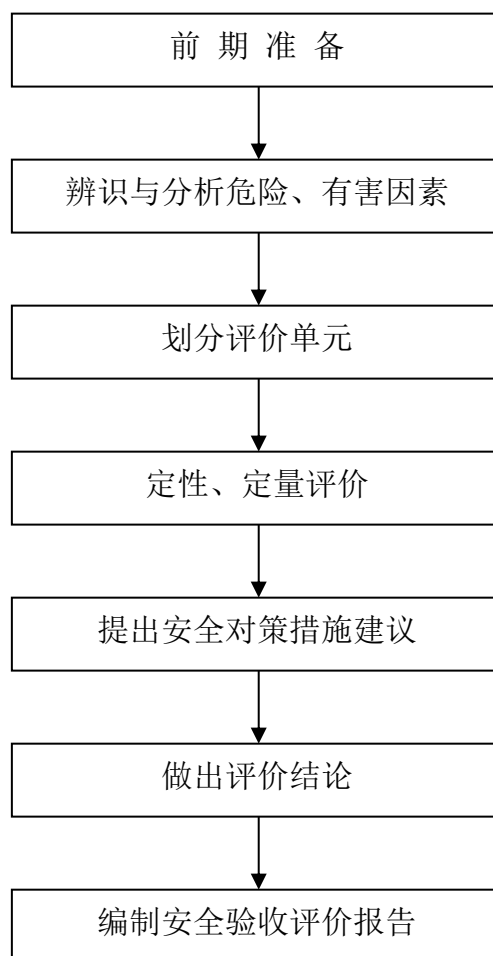 前 期 准 备
辨识与分析危险、有害因素
划分评价单元
定性、定量评价
提出安全对策措施建议
做出评价结论
编制安全验收评价报告